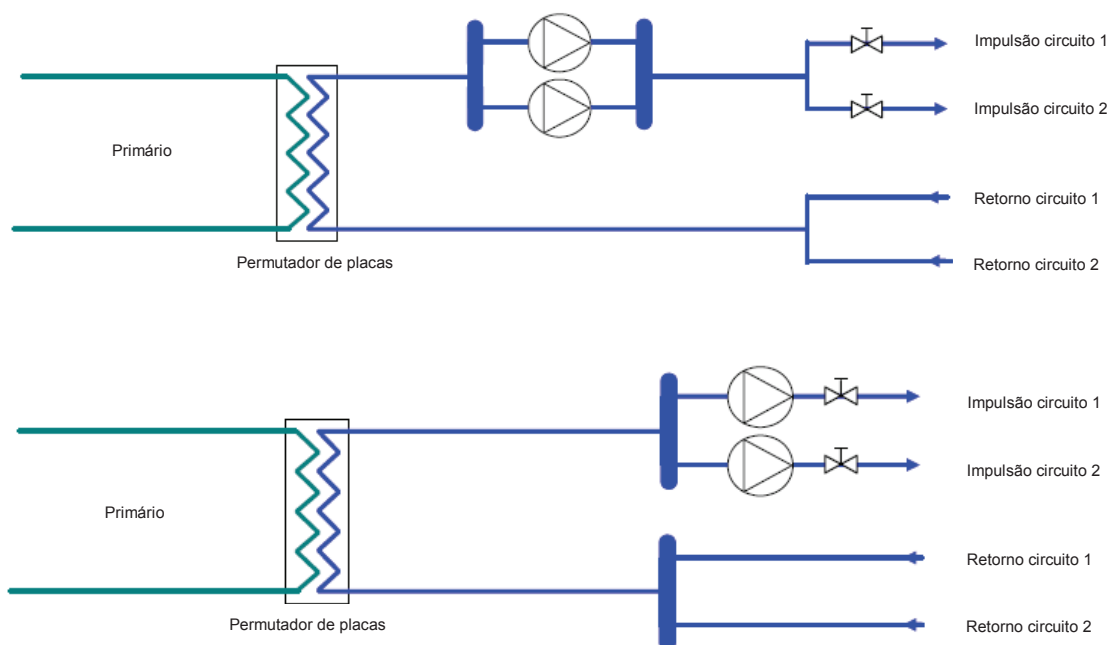 Impulsão circuito 1
Impulsão circuito 2
Primário
Retorno circuito 1
Permutador de placas
Retorno circuito 2
Impulsão circuito 1
Impulsão circuito 2
Primário
Retorno circuito 1
Permutador de placas
Retorno circuito 2